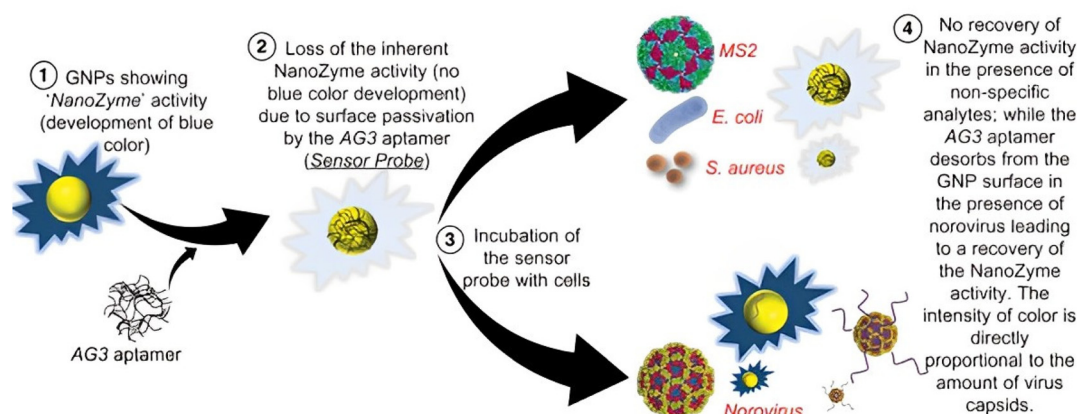 1
GNPs showing
'NanoZyme' activity
(development of blue
color)
AG3 aptamer
2
Loss of the inherent
NanoZyme activity (no
blue color development)
due to surface passivation
by the AG3 aptamer
(Sensor Probe)
3
Incubation of
the sensor
probe with cells
MS2
E. coli
S. aureus
Norovirus
4
No recovery of
NanoZyme activity
in the presence of
non-specific
analytes; while the
AG3 aptamer
desorbs from the
GNP surface in
the presence of
norovirus leading
to a recovery of
the NanoZyme
activity. The
intensity of color is
directly
proportional to the
amount of virus
capsids.